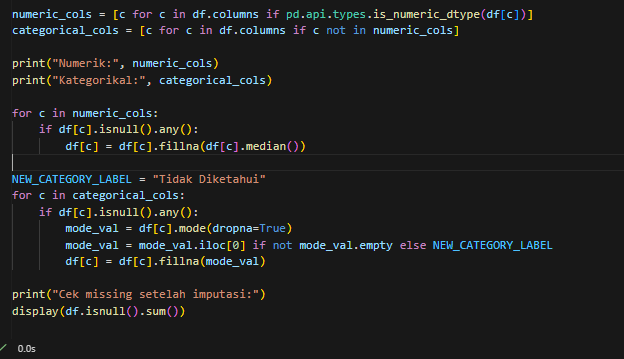 numeric_cols = [c for c in df.columns if pd.api.types.is_numeric_dtype(df[c])]
categorical_cols = [c for c in df.columns if c not in numeric_cols]

print("Numerik:", numeric_cols)
print("Kategorikal:", categorical_cols)

for c in numeric_cols:
    if df[c].isnull().any():
        df[c] = df[c].fillna(df[c].median())

NEW_CATEGORY_LABEL = "Tidak Diketahui"
for c in categorical_cols:
    if df[c].isnull().any():
        mode_val = df[c].mode(dropna=True)
        mode_val = mode_val.iloc[0] if not mode_val.empty else NEW_CATEGORY_LABEL
        df[c] = df[c].fillna(mode_val)

print("Cek missing setelah imputasi:")
display(df.isnull().sum())

0.0s